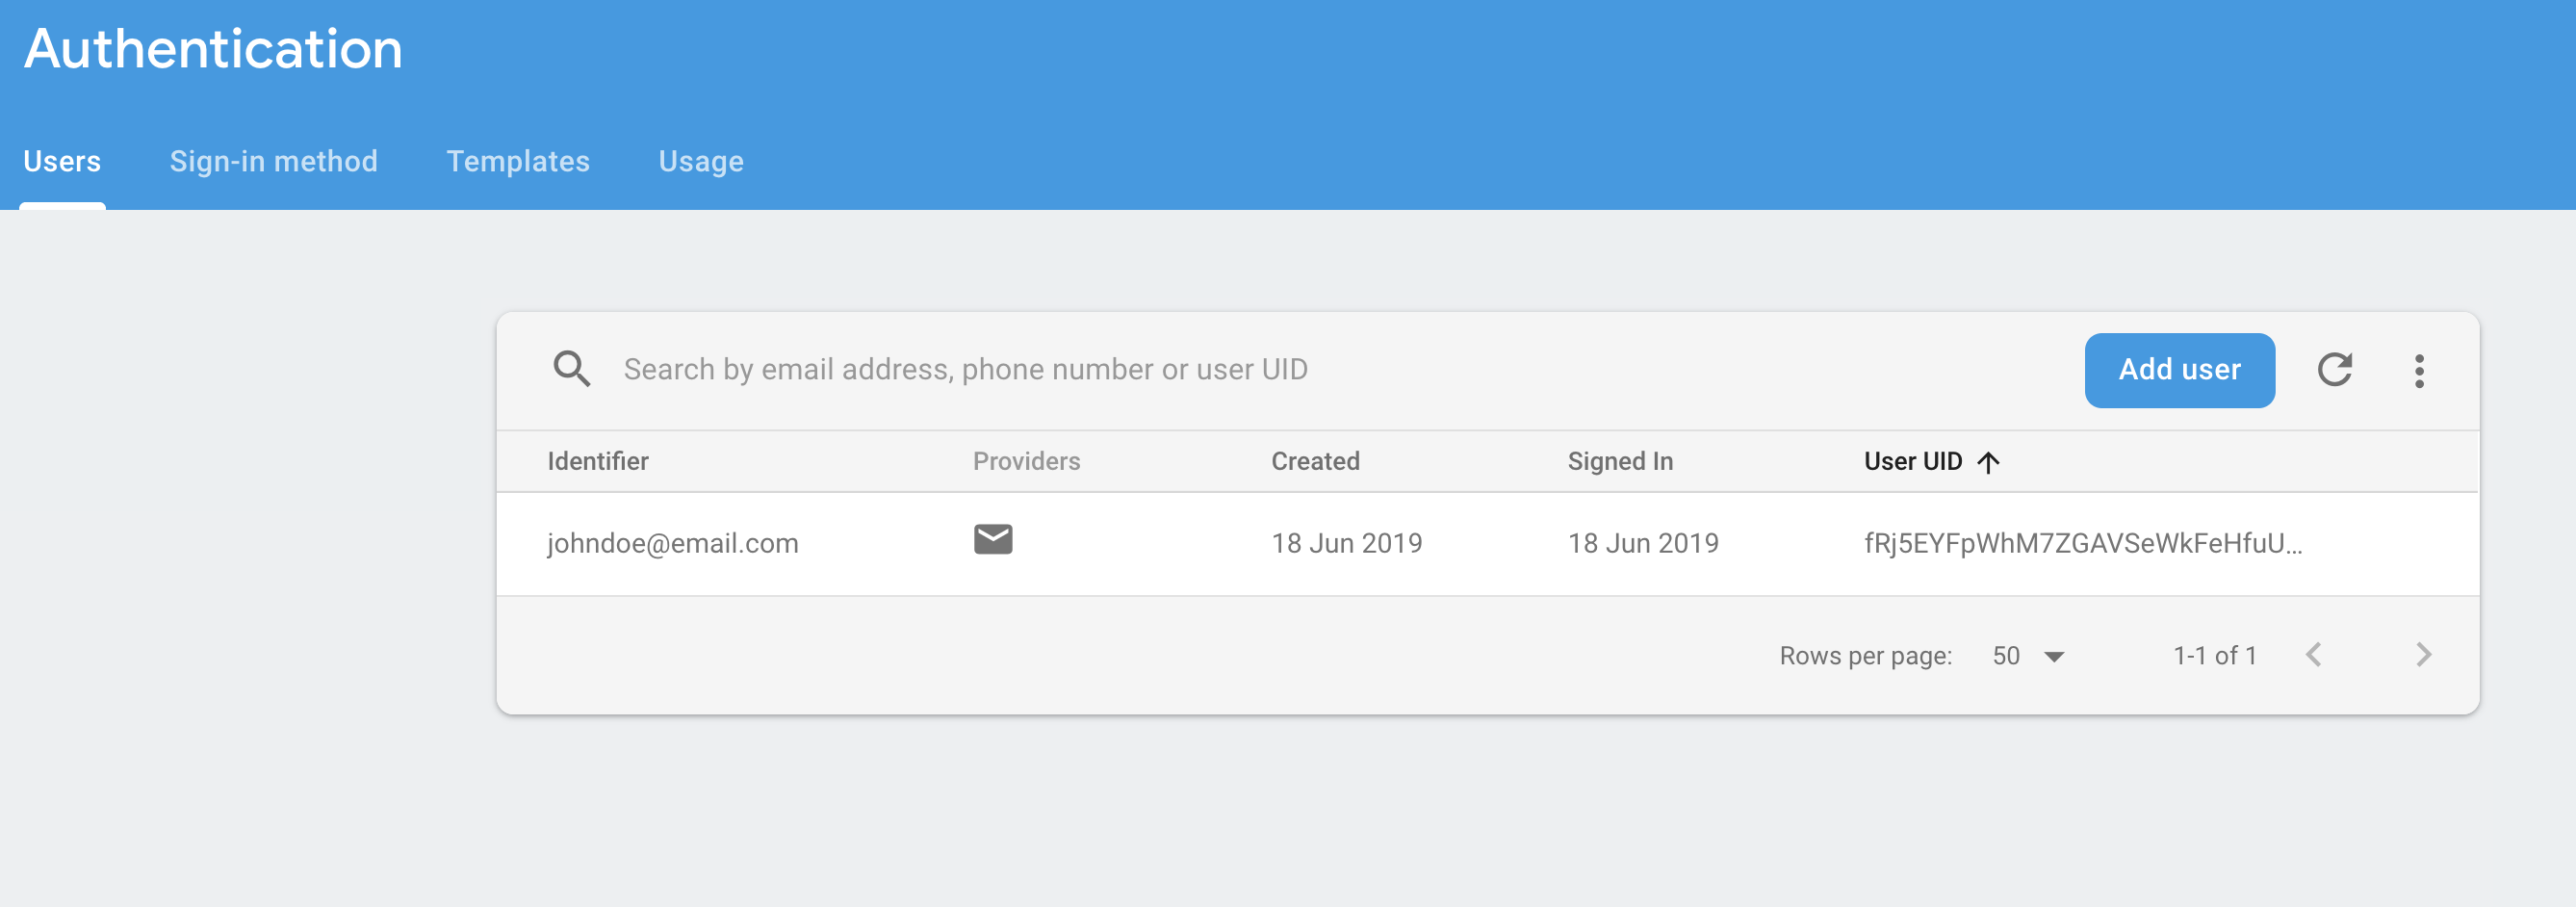 Authentication
Users Sign-in method Templates Usage
Search by email address, phone number or user UID Add user
Identifier Providers Created Signed In User UID
johndoe@email.com 18 Jun 2019 18 Jun 2019 fRj5EYFpWhM7ZGAVSeWkFeHfuU...
Rows per page: 50 1-1 of 1